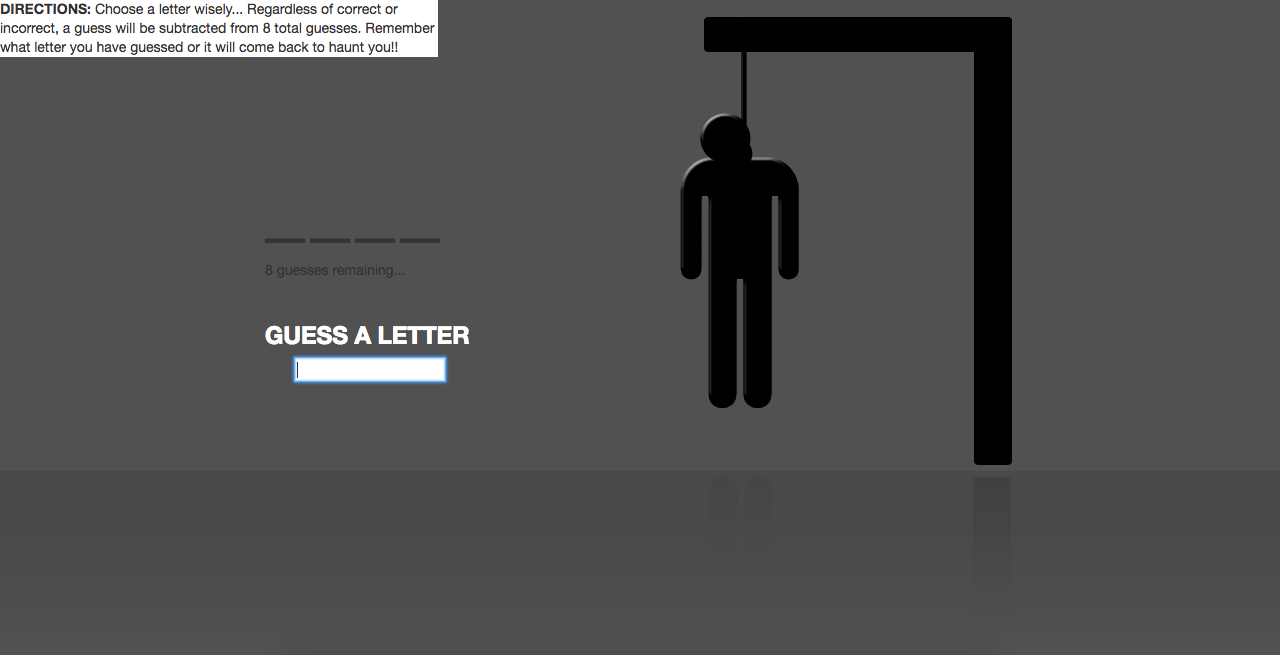 DIRECTIONS: Choose a letter wisely... Regardless of correct or
incorrect, a guess will be subtracted from 8 total guesses. Remember
what letter you have guessed or it will come back to haunt you!!
8 guesses remaining...
GUESS A LETTER